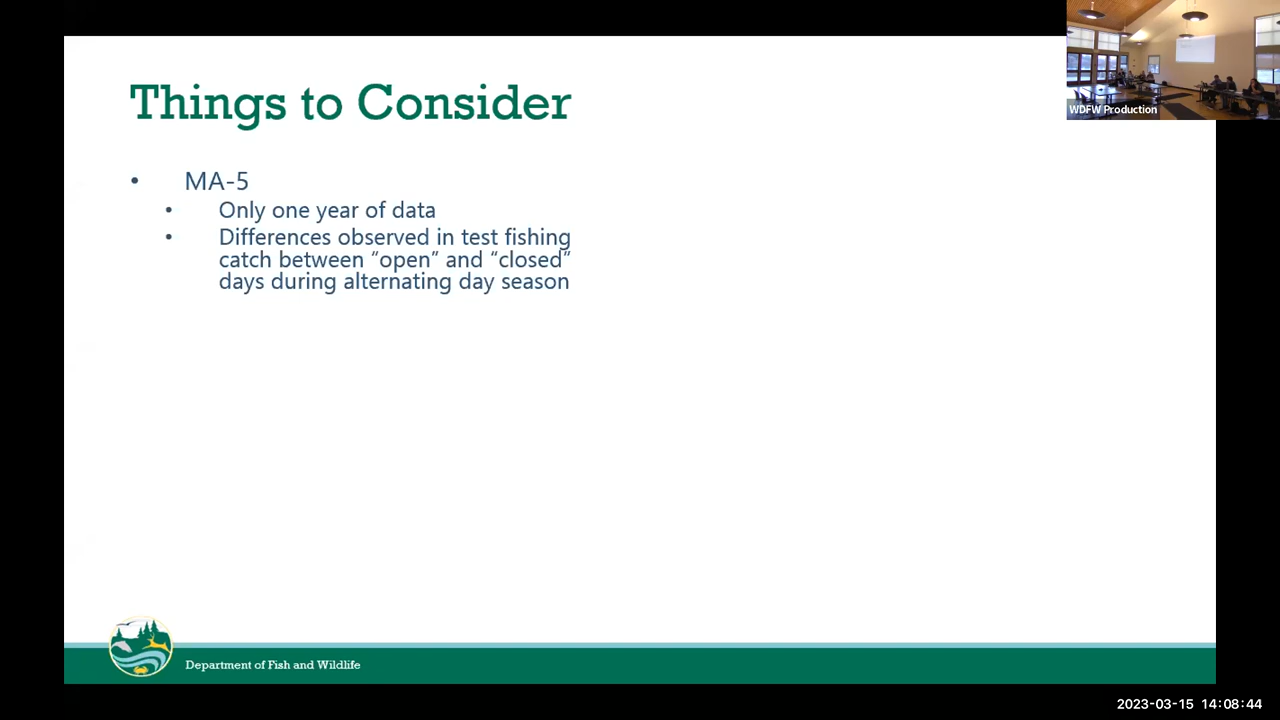 Things to Consider
WDFW Production
• MA-5
• Only one year of data
• Differences observed in test fishing
catch between “open” and “closed”
days during alternating day season
Department of Fish and Wildlife
2023-03-15 14:08:44